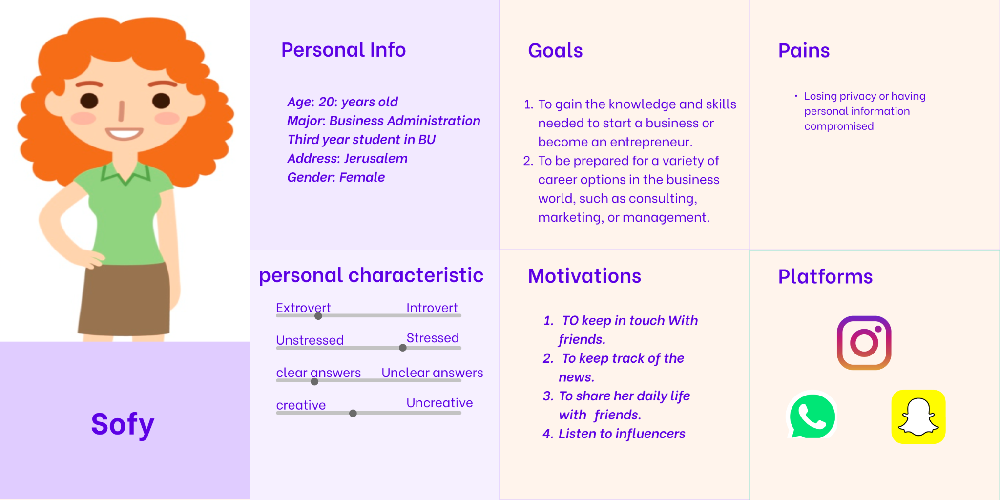 Sofy
Personal Info
Age: 20: years old
Major: Business Administration
Third year student in BU
Address: Jerusalem
Gender: Female
Goals
1. To gain the knowledge and skills
needed to start a business or
become an entrepreneur.
2. To be prepared for a variety of
career options in the business
world, such as consulting,
marketing, or management.
Pains
• Losing privacy or having
personal information
compromised
personal characteristic
Extrovert Introvert
Unstressed Stressed
clear answers Unclear answers
creative Uncreative
Motivations
1. TO keep in touch With
friends.
2. To keep track of the
news.
3. To share her daily life
with friends.
4. Listen to influencers
Platforms